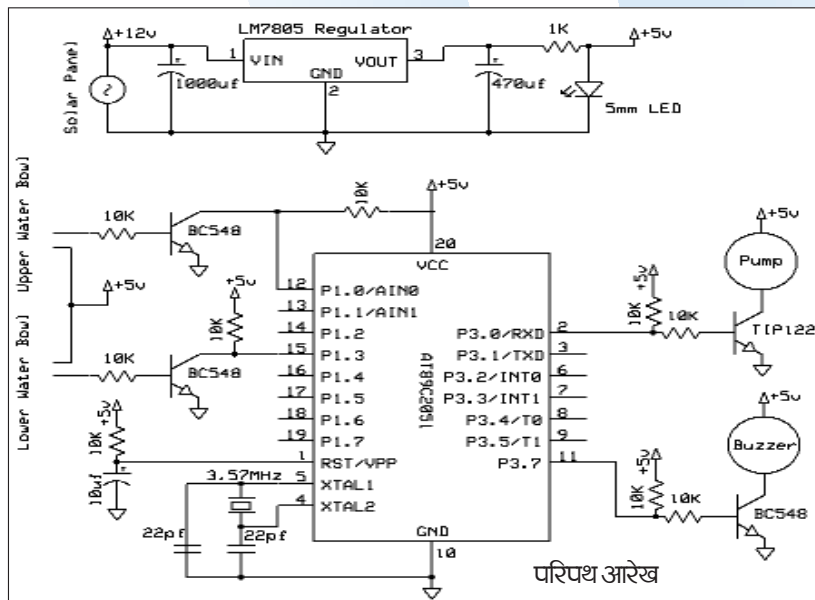 LM7805 Regulator
+12v
1
VIN
VOUT
3
GND
2
1000uf
470uf
1K
+5v
5mm LED
Solar Panel
Upper Water Bowl
Lower Water Bowl
10K
BC548
+5v
10K
+5v
10K
BC548
10K
+5v
+5v
10K
10uf
20
VCC
12 P1.0/AIN0
13 P1.1/AIN1
14 P1.2
15 P1.3
16 P1.4
17 P1.5
18 P1.6
19 P1.7
1 RST/VPP
5 XTAL1
4 XTAL2
3.57MHz
22pf
22pf
AT89C2051
P3.0/RXD 2
P3.1/TXD 3
P3.2/INT0 6
P3.3/INT1 7
P3.4/T0 8
P3.5/T1 9
P3.7 11
GND
10
+5v
10K
10K
+5v
Pump
TIP122
+5v
10K
10K
+5v
Buzzer
BC548
परिपथ आरेख